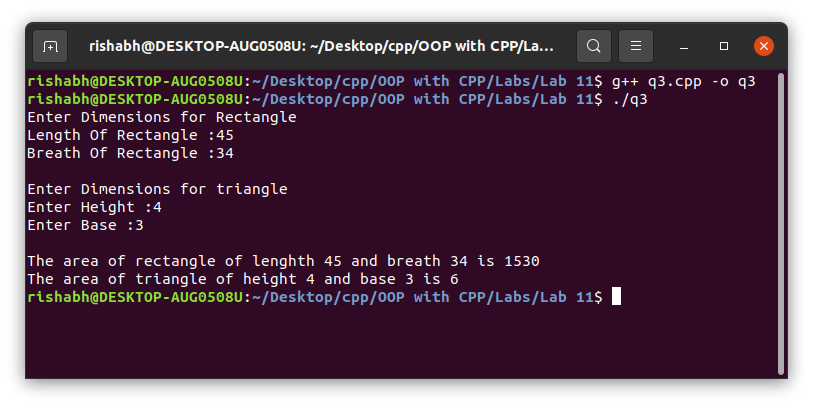 rishabh@DESKTOP-AUG0508U: ~/Desktop/cpp/OOP with CPP/La...
rishabh@DESKTOP-AUG0508U:~/Desktop/cpp/OOP with CPP/Labs/Lab 11$ g++ q3.cpp -o q3
rishabh@DESKTOP-AUG0508U:~/Desktop/cpp/OOP with CPP/Labs/Lab 11$ ./q3
Enter Dimensions for Rectangle
Length Of Rectangle :45
Breath Of Rectangle :34
Enter Dimensions for triangle
Enter Height :4
Enter Base :3
The area of rectangle of lenghth 45 and breath 34 is 1530
The area of triangle of height 4 and base 3 is 6
rishabh@DESKTOP-AUG0508U:~/Desktop/cpp/OOP with CPP/Labs/Lab 11$